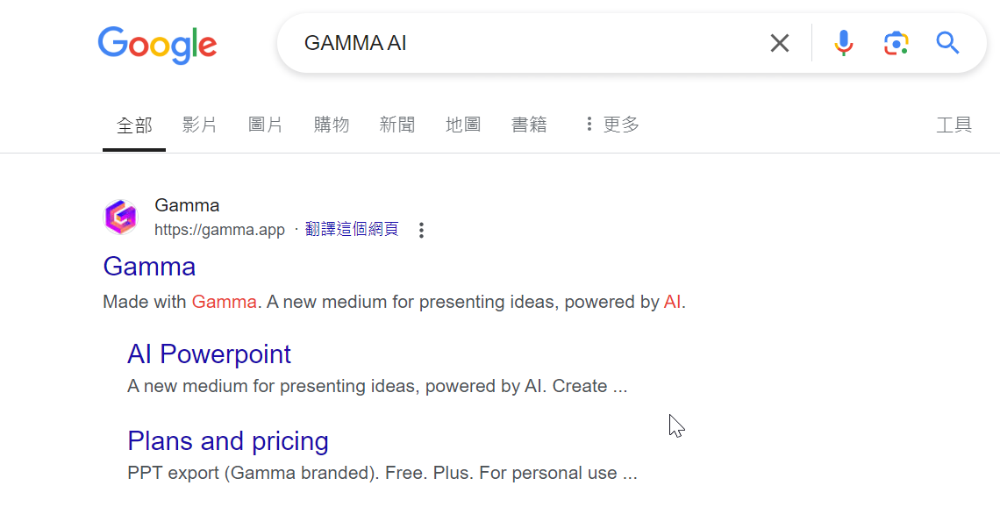 Google
GAMMA AI
全部 影片 圖片 購物 新聞 地圖 書籍 更多 工具
Gamma
https://gamma.app · 翻譯這個網頁
Gamma
Made with Gamma. A new medium for presenting ideas, powered by AI.
AI Powerpoint
A new medium for presenting ideas, powered by AI. Create ...
Plans and pricing
PPT export (Gamma branded). Free. Plus. For personal use ...